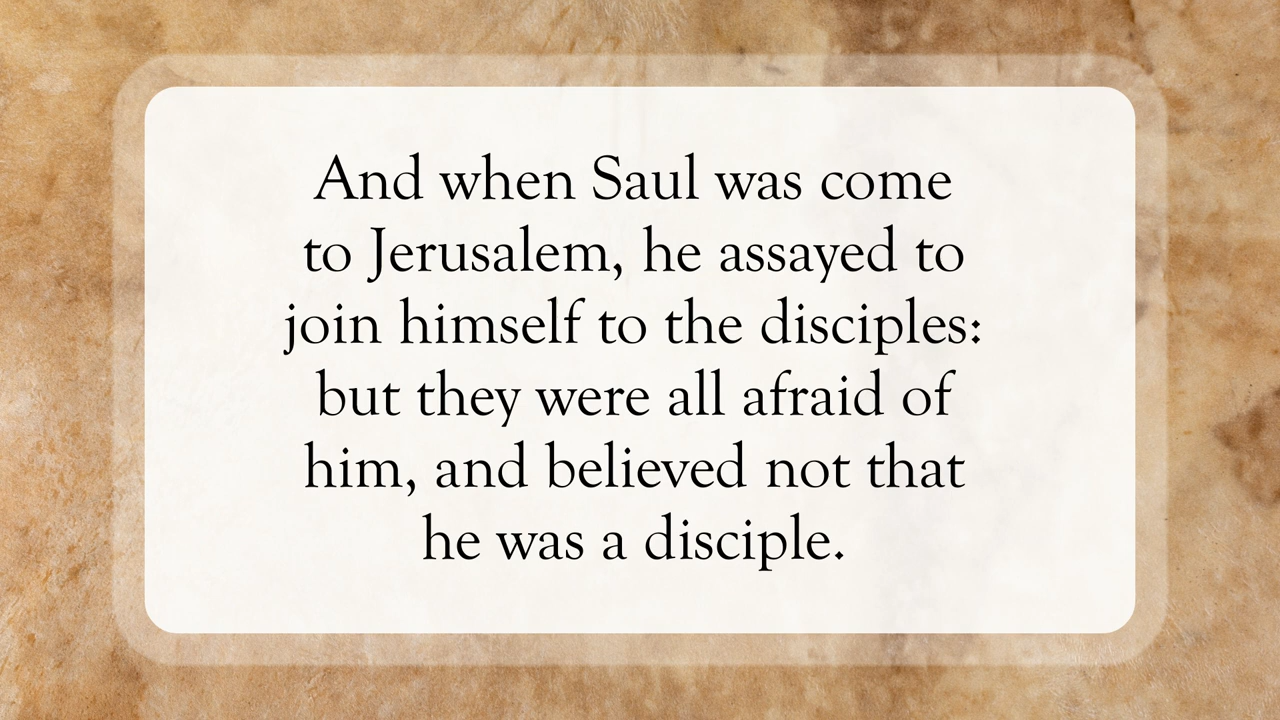 And when Saul was come
to Jerusalem, he assayed to
join himself to the disciples:
but they were all afraid of
him, and believed not that
he was a disciple.